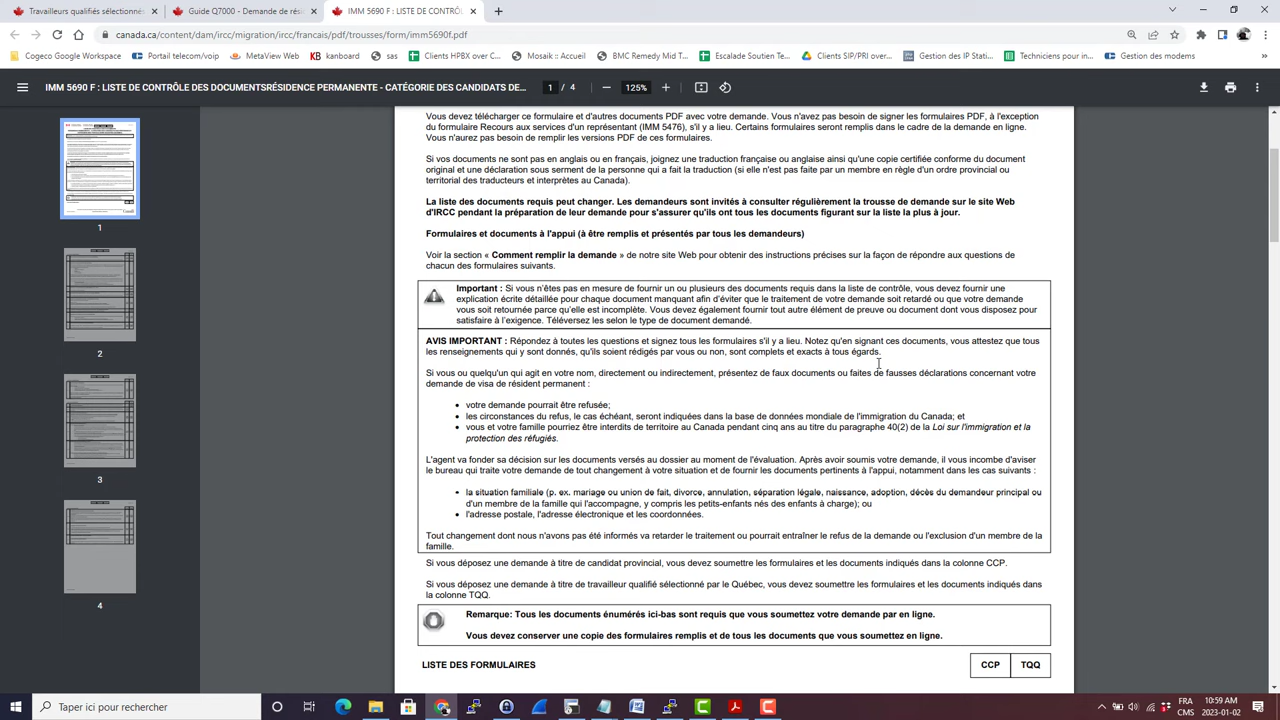 Travailleurs qualifiés sélectionnés
Guide Q7000 - Demande de rési
IMM 5690 F : LISTE DE CONTRÔL
canada.ca/content/dam/ircc/migration/ircc/francais/pdf/trousses/form/imm5690f.pdf
Cogeco Google Workspace
Portail telecom/voip
MetaView Web
kanboard
sas
Clients HPBX over C...
Mosaik :: Accueil
BMC Remedy Mid T...
Escalade Soutien Te...
Clients SIP/PRI over...
Gestion des IP Stati...
Techniciens pour in...
Gestion des modems
IMM 5690 F : LISTE DE CONTRÔLE DES DOCUMENTSRÉSIDENCE PERMANENTE - CATÉGORIE DES CANDIDATS DE...
1 / 4
125%
1
2
3
4
Vous devez télécharger ce formulaire et d'autres documents PDF avec votre demande. Vous n'avez pas besoin de signer les formulaires PDF, à l'exception
du formulaire Recours aux services d'un représentant (IMM 5476), s'il y a lieu. Certains formulaires seront remplis dans le cadre de la demande en ligne.
Vous n'aurez pas besoin de remplir les versions PDF de ces formulaires.
Si vos documents ne sont pas en anglais ou en français, joignez une traduction française ou anglaise ainsi qu'une copie certifiée conforme du document
original et une déclaration sous serment de la personne qui a fait la traduction (si elle n'est pas faite par un membre en règle d'un ordre provincial ou
territorial des traducteurs et interprètes au Canada).
La liste des documents requis peut changer. Les demandeurs sont invités à consulter régulièrement la trousse de demande sur le site Web
d'IRCC pendant la préparation de leur demande pour s'assurer qu'ils ont tous les documents figurant sur la liste la plus à jour.
Formulaires et documents à l'appui (à être remplis et présentés par tous les demandeurs)
Voir la section « Comment remplir la demande » de notre site Web pour obtenir des instructions précises sur la façon de répondre aux questions de
chacun des formulaires suivants.
Important : Si vous n'êtes pas en mesure de fournir un ou plusieurs des documents requis dans la liste de contrôle, vous devez fournir une
explication écrite détaillée pour chaque document manquant afin d'éviter que le traitement de votre demande soit retardé ou que votre demande
vous soit retournée parce qu'elle est incomplète. Vous devez également fournir tout autre élément de preuve ou document dont vous disposez pour
satisfaire à l'exigence. Téléversez les selon le type de document demandé.
AVIS IMPORTANT : Répondez à toutes les questions et signez tous les formulaires s'il y a lieu. Notez qu'en signant ces documents, vous attestez que tous
les renseignements qui y sont donnés, qu'ils soient rédigés par vous ou non, sont complets et exacts à tous égards.
Si vous ou quelqu'un qui agit en votre nom, directement ou indirectement, présentez de faux documents ou faites de fausses déclarations concernant votre
demande de visa de résident permanent :
• votre demande pourrait être refusée;
• les circonstances du refus, le cas échéant, seront indiquées dans la base de données mondiale de l'immigration du Canada; et
• vous et votre famille pourriez être interdits de territoire au Canada pendant cinq ans au titre du paragraphe 40(2) de la Loi sur l'immigration et la
protection des réfugiés.
L'agent va fonder sa décision sur les documents versés au dossier au moment de l'évaluation. Après avoir soumis votre demande, il vous incombe d'aviser
le bureau qui traite votre demande de tout changement à votre situation et de fournir les documents pertinents à l'appui, notamment dans les cas suivants :
• la situation familiale (p. ex. mariage ou union de fait, divorce, annulation, séparation légale, naissance, adoption, décès du demandeur principal ou
d'un membre de la famille qui l'accompagne, y compris les petits-enfants nés des enfants à charge); ou
• l'adresse postale, l'adresse électronique et les coordonnées.
Tout changement dont nous n'avons pas été informés va retarder le traitement ou pourrait entraîner le refus de la demande ou l'exclusion d'un membre de la
famille.
Si vous déposez une demande à titre de candidat provincial, vous devez soumettre les formulaires et les documents indiqués dans la colonne CCP.
Si vous déposez une demande à titre de travailleur qualifié sélectionné par le Québec, vous devez soumettre les formulaires et les documents indiqués dans
la colonne TQQ.
Remarque: Tous les documents énumérés ici-bas sont requis que vous soumettez votre demande par en ligne.
Vous devez conserver une copie des formulaires remplis et de tous les documents que vous soumettez en ligne.
LISTE DES FORMULAIRES
CCP
TQQ
Taper ici pour rechercher
FRA
CMS
10:59 AM
2023-01-02